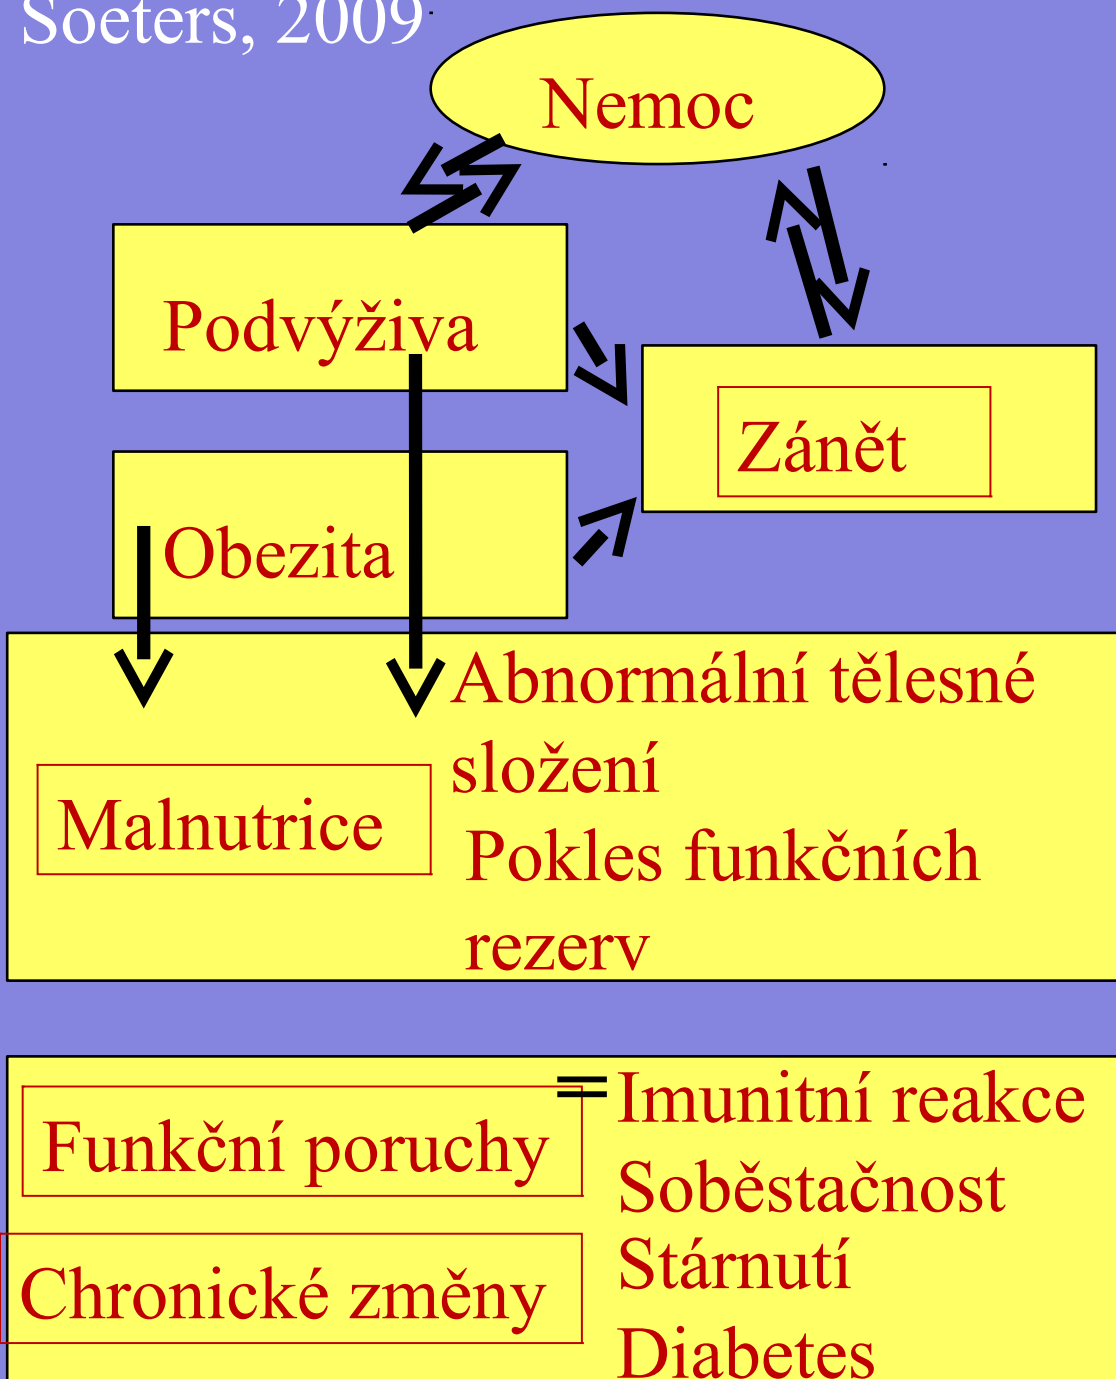 Soeters, 2009
Nemoc
Podvýživa
Zánět
Obezita
Abnormální tělesné
složení
Malnutrice
Pokles funkčních
rezerv
= Imunitní reakce
Funkční poruchy
Soběstačnost
Stárnutí
Chronické změny
Diabetes